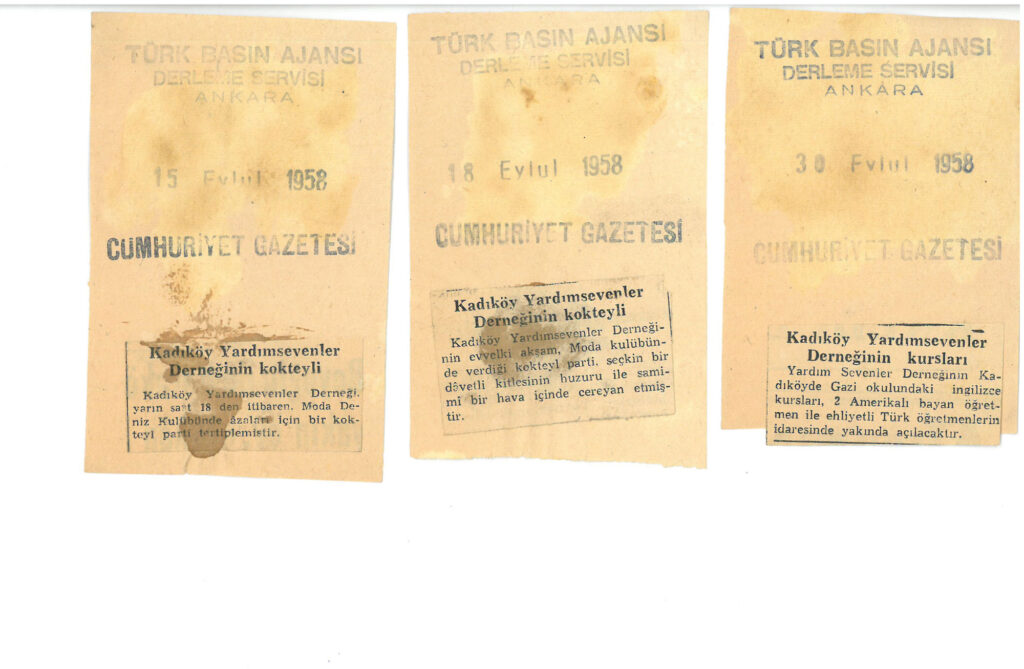 TÜRK BASIN AJANSI
DERLEME SERVİSİ
ANKARA
15 Eylul 1958
CUMHURİYET GAZETESİ
Kadıköy Yardımsevenler
Derneğinin kokteyli
Kadıköy Yardımsevenler Derneği,
yarın saat 18 den itibaren, Moda De-
niz Kulübünde âzaları için bir kok-
teyl parti tertiplemiştir.
TÜRK BASIN AJANSI
DERLEME SERVİSİ
ANKARA
18 Eylul 1958
CUMHURİYET GAZETESİ
Kadıköy Yardımsevenler
Derneğinin kokteyli
Kadıköy Yardımsevenler Derneği-
nin evvelki akşam, Moda kulübün-
de verdiği kokteyl parti, seçkin bir
dâvetli kitlesinin huzuru ile sami-
mi bir hava içinde cereyan etmiş-
tir.
TÜRK BASIN AJANSI
DERLEME SERVİSİ
ANKARA
30 Eylul 1958
CUMHURİYET GAZETESİ
Kadıköy Yardımsevenler
Derneğinin kursları
Yardım Sevenler Derneğinin Ka-
dıköyde Gazi okulundaki ingilizce
kursları, 2 Amerikalı bayan öğret-
men ile ehliyetli Türk öğretmenlerin
idaresinde yakında açılacaktır.